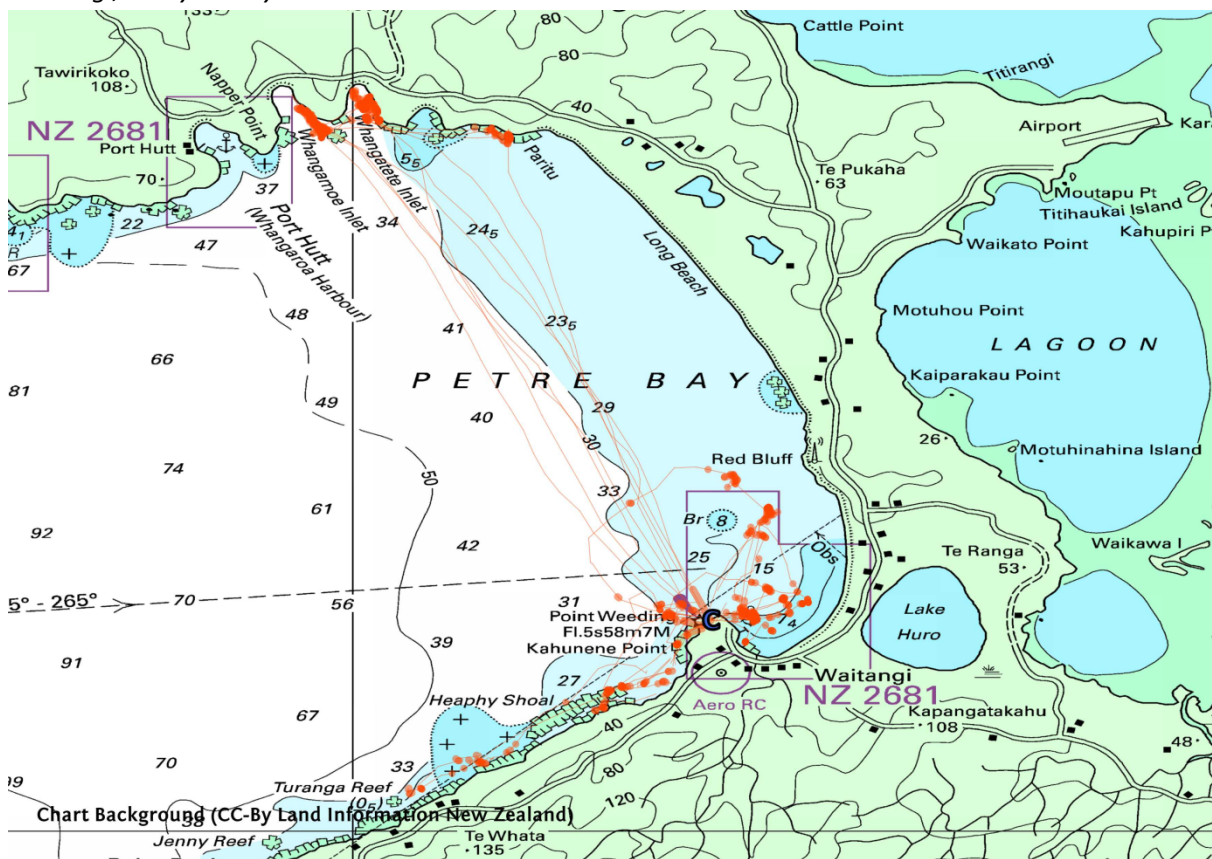 133
80
Cattle Point
Titirangi
Tawirikoko
108
NZ 2681
Napper Point
Port Hutt
70
37
Whangamoe Inlet
Whangatete Inlet
Port Hutt
(Whangaroa Harbour)
5₅
Paritu
80
40
Airport
Kara
Te Pukaha
63
Moutapu Pt
Titihaukai Island
Kahupiri P
Waikato Point
4₁
R
67
22
47
34
24₅
Long Beach
48
41
23₅
Motuhou Point
LAGOON
66
81
PETRE BAY
Kaiparakau Point
49
40
29
30
26
Motuhinahina Island
74
50
Red Bluff
33
61
92
42
Br
8
25
15
Obs
Te Ranga
53
Waikawa I
5° - 265°
70
56
31
Point Weeding
Fl.5s58m7M
Kahunene Point
C
7₄
Lake
Huro
39
91
27
Waitangi
NZ 2681
Aero RC
Heaphy Shoal
67
40
Kapangatakahu
108
48
70
33
80
99
Turanga Reef
(0₅)
120
Chart Background (CC-By Land Information New Zealand)
38
Jenny Reef
Te Whata
135